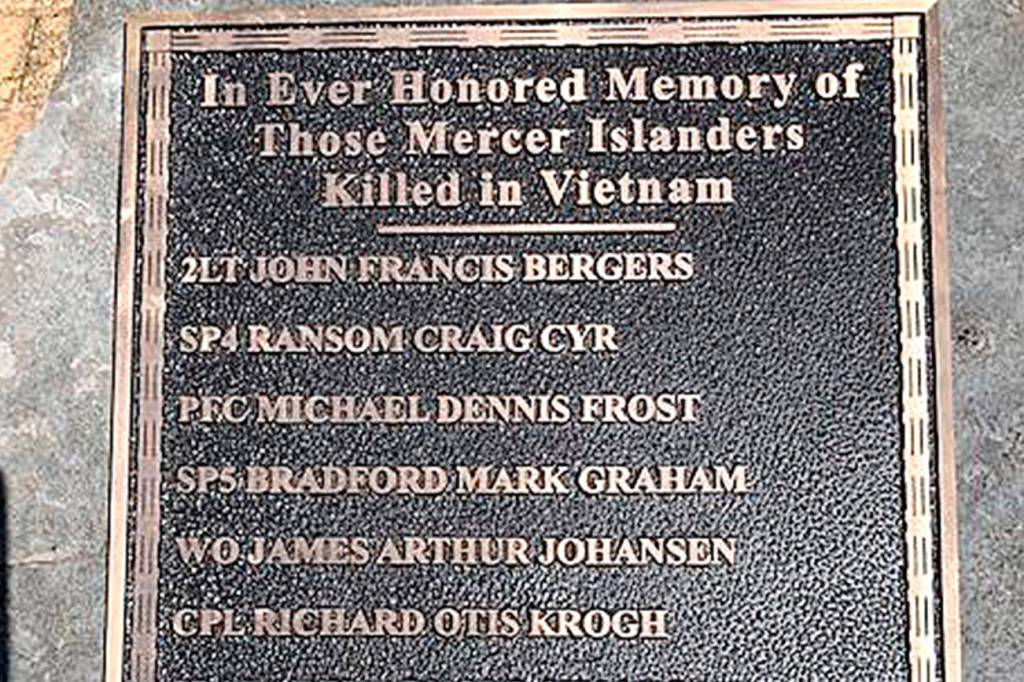 In Ever Honored Memory of
Those Mercer Islanders
Killed in Vietnam
2LT JOHN FRANCIS BERGERS
SP4 RANSOM CRAIG CYR
PFC MICHAEL DENNIS FROST
SP5 BRADFORD MARK GRAHAM
WO JAMES ARTHUR JOHANSEN
CPL RICHARD OTIS KROGH